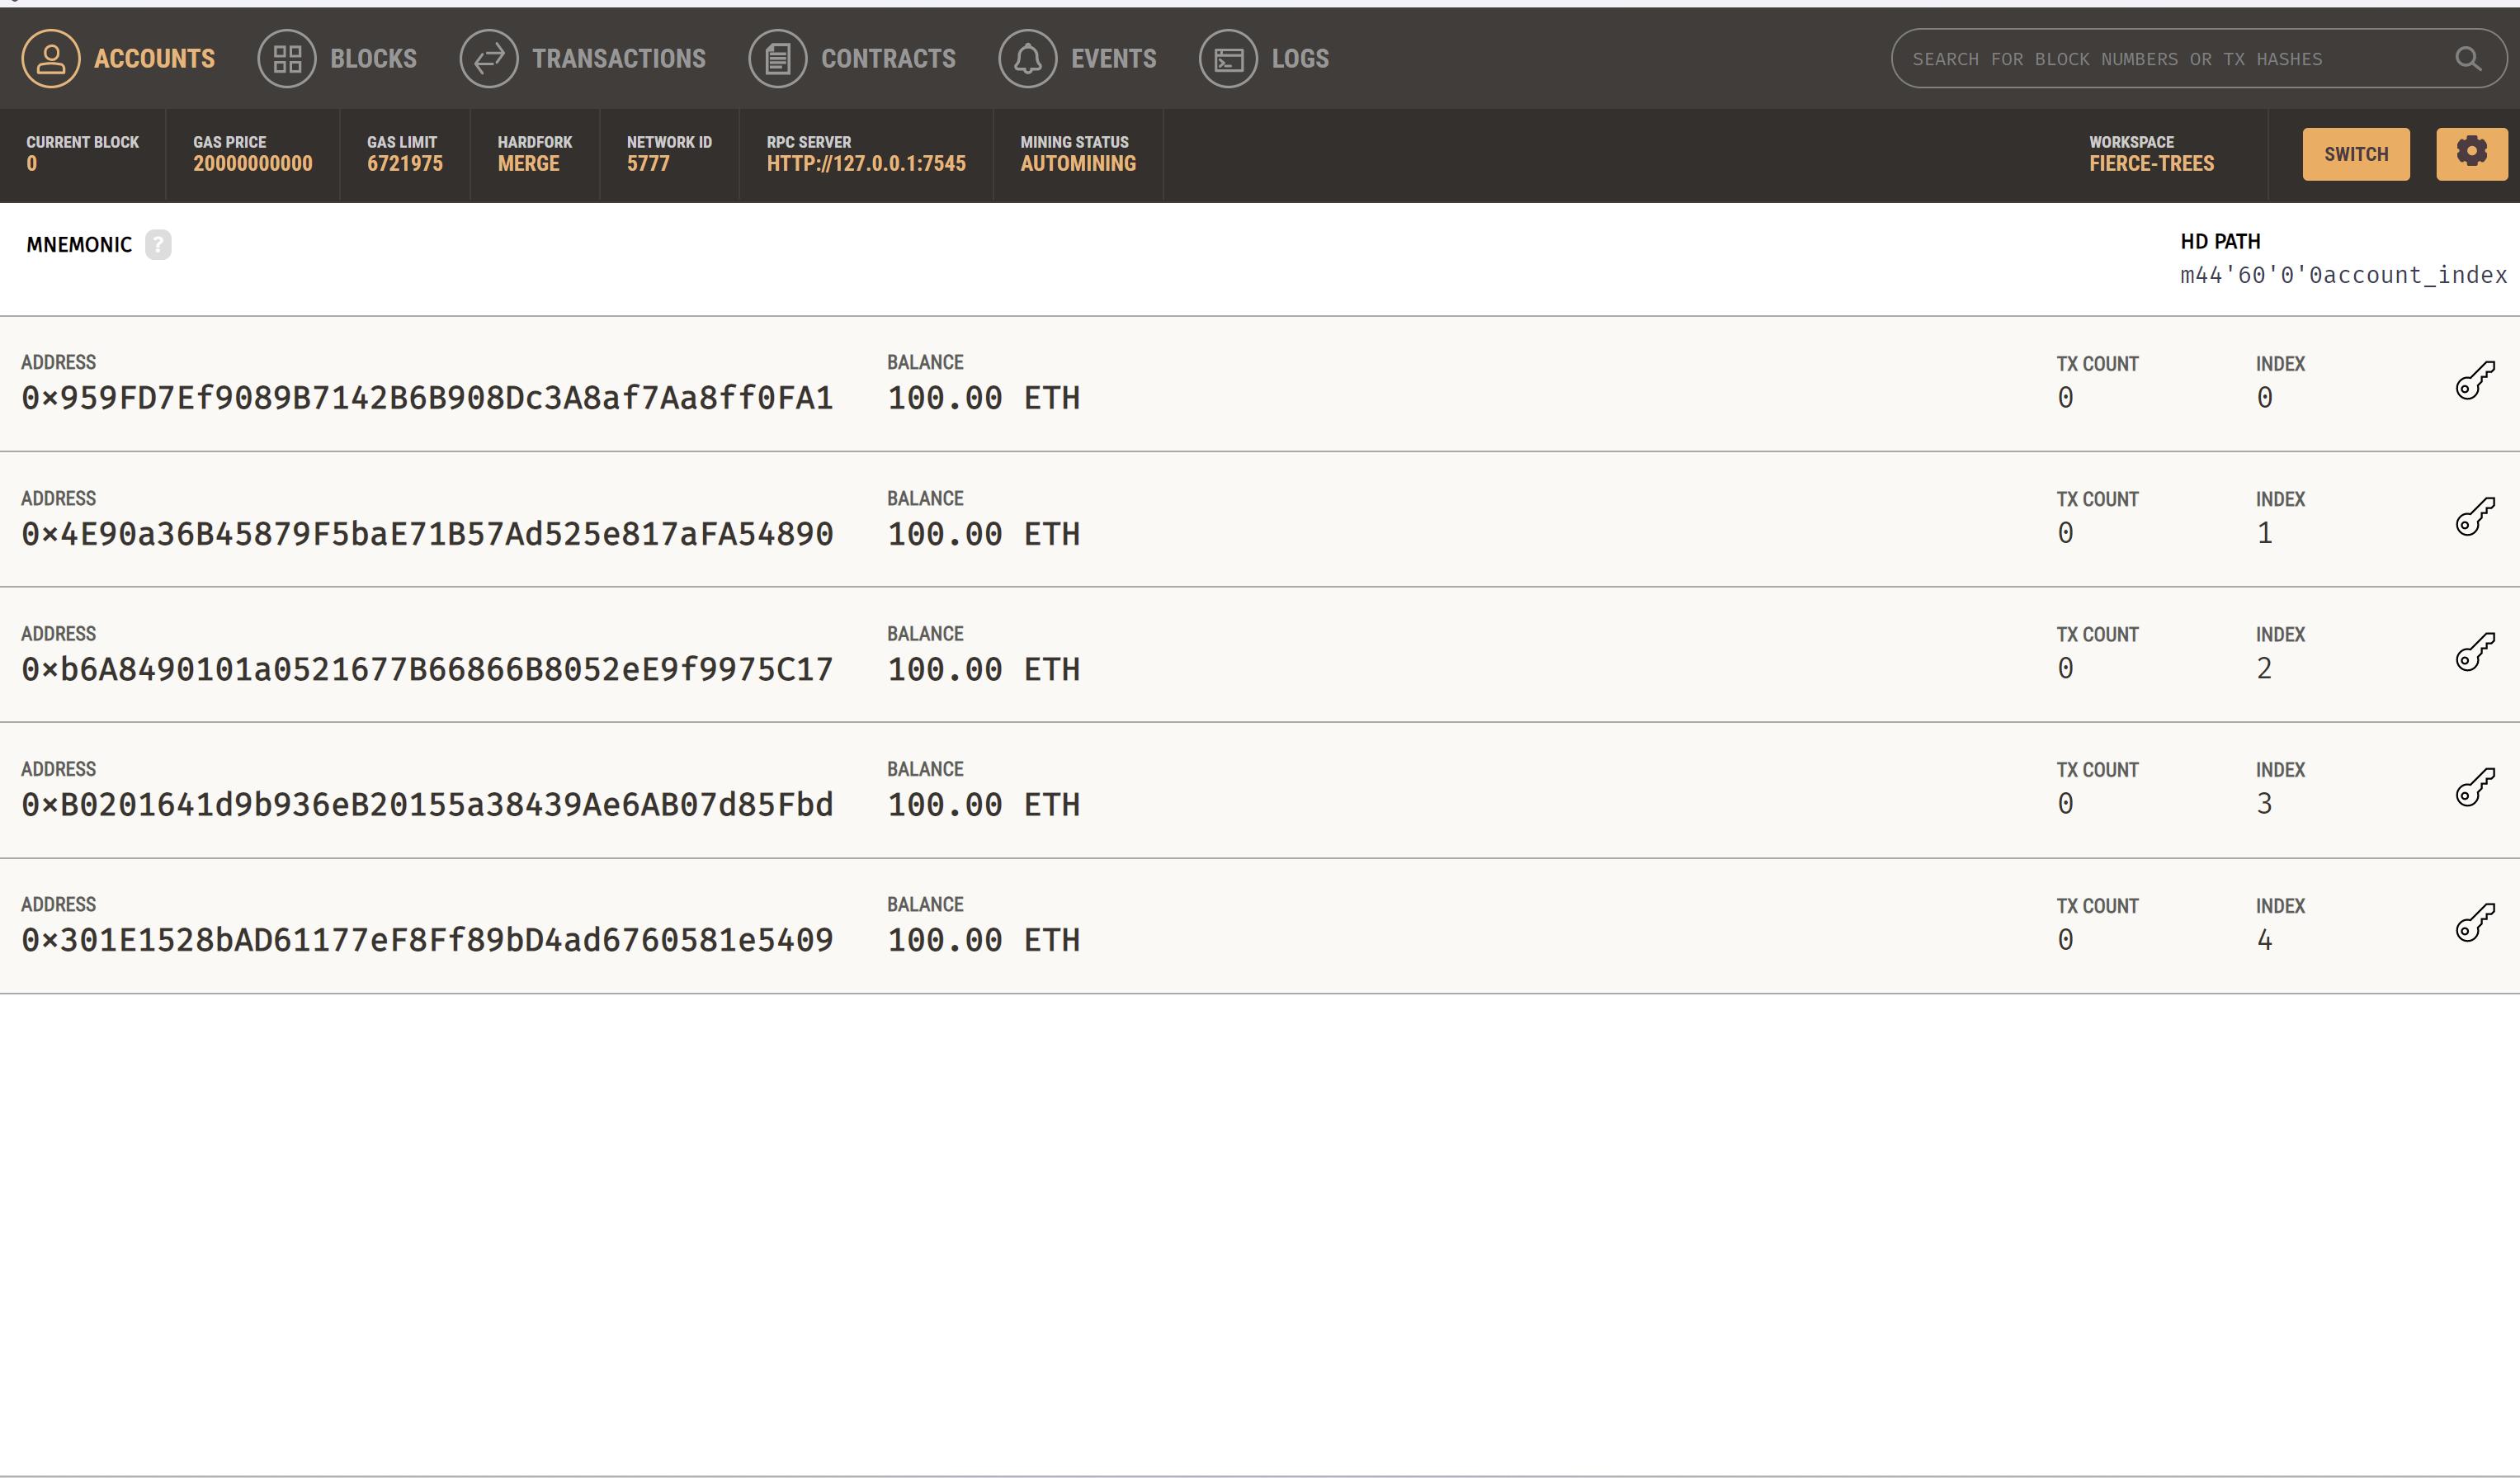 ACCOUNTS BLOCKS TRANSACTIONS CONTRACTS EVENTS LOGS SEARCH FOR BLOCK NUMBERS OR TX HASHES
CURRENT BLOCK GAS PRICE GAS LIMIT HARDFORK NETWORK ID RPC SERVER MINING STATUS WORKSPACE
0 20000000000 6721975 MERGE 5777 HTTP://127.0.0.1:7545 AUTOMINING FIERCE-TREES SWITCH
MNEMONIC ? HD PATH
m44'60'0'0account_index
ADDRESS BALANCE TX COUNT INDEX
0×959FD7Ef9089B7142B6B908Dc3A8af7Aa8ff0FA1 100.00 ETH 0 0
ADDRESS BALANCE TX COUNT INDEX
0×4E90a36B45879F5baE71B57Ad525e817aFA54890 100.00 ETH 0 1
ADDRESS BALANCE TX COUNT INDEX
0×b6A8490101a0521677B66866B8052eE9f9975C17 100.00 ETH 0 2
ADDRESS BALANCE TX COUNT INDEX
0×B0201641d9b936eB20155a38439Ae6AB07d85Fbd 100.00 ETH 0 3
ADDRESS BALANCE TX COUNT INDEX
0×301E1528bAD61177eF8Ff89bD4ad6760581e5409 100.00 ETH 0 4